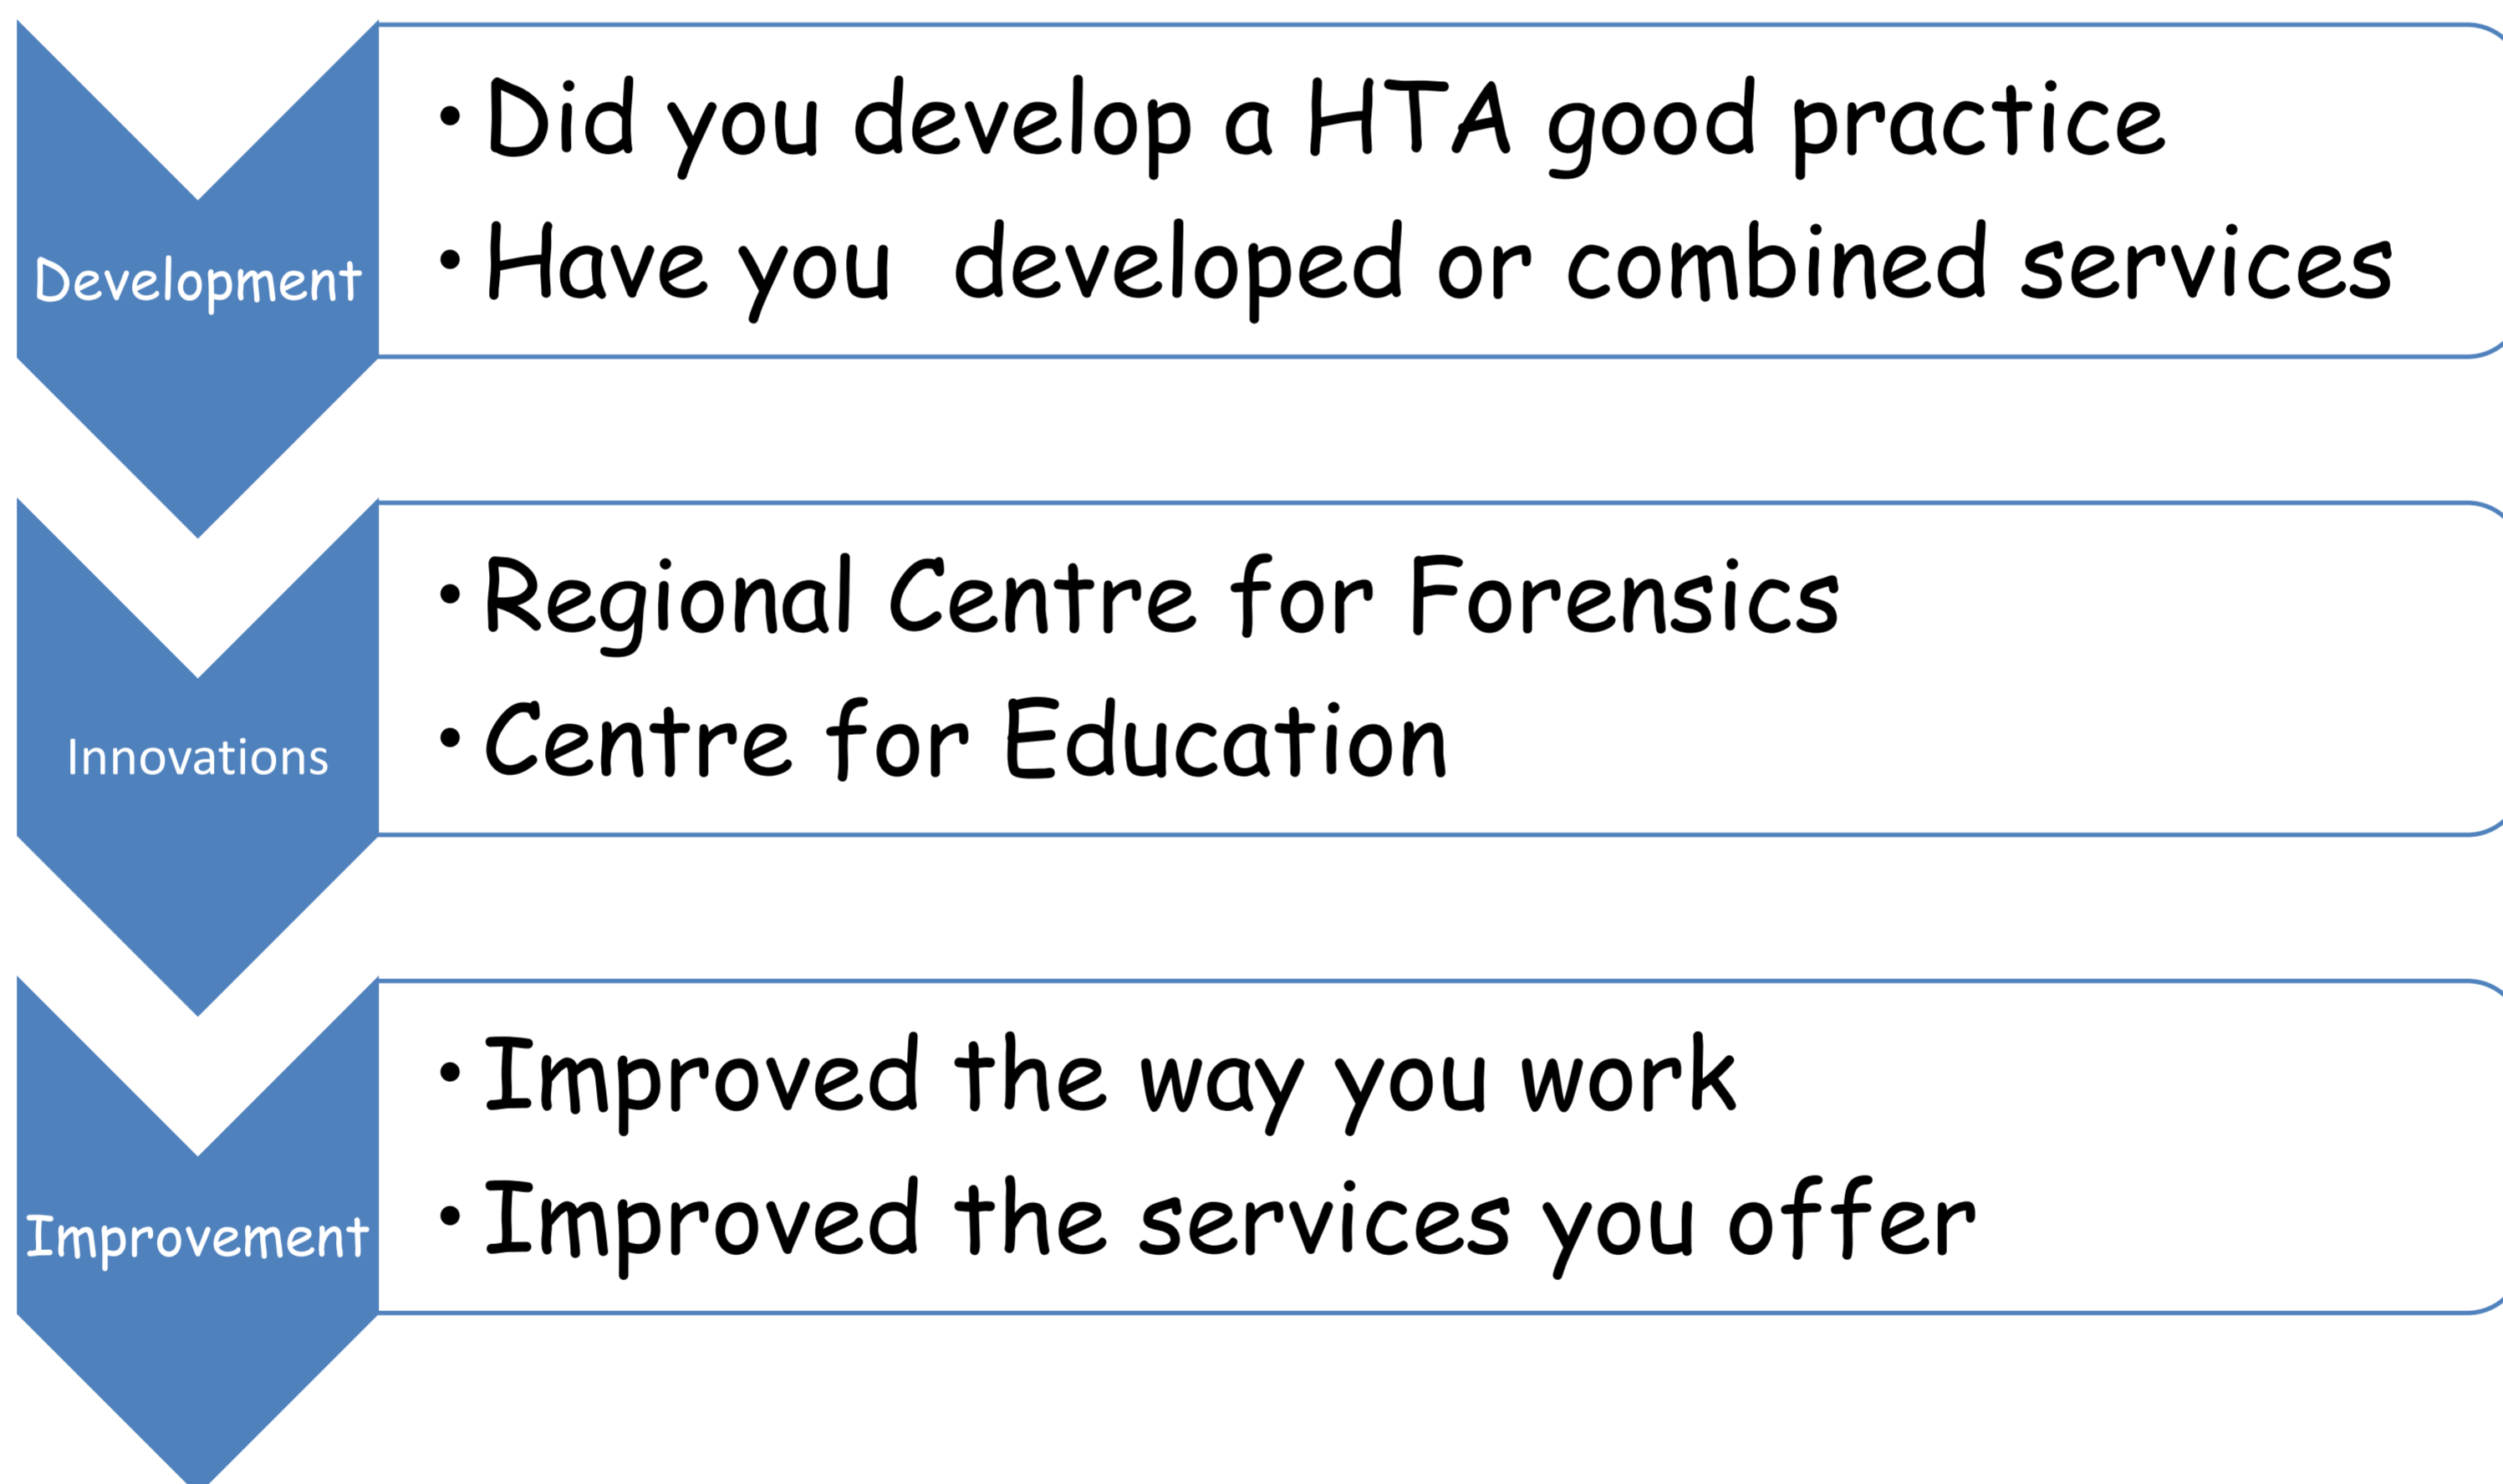 Development
• Did you develop a HTA good practice
• Have you  developed or combined services
Innovations
• Regional Centre for Forensics
• Centre for Education
Improvement
• Improved the way you work
• Improved the services you offer